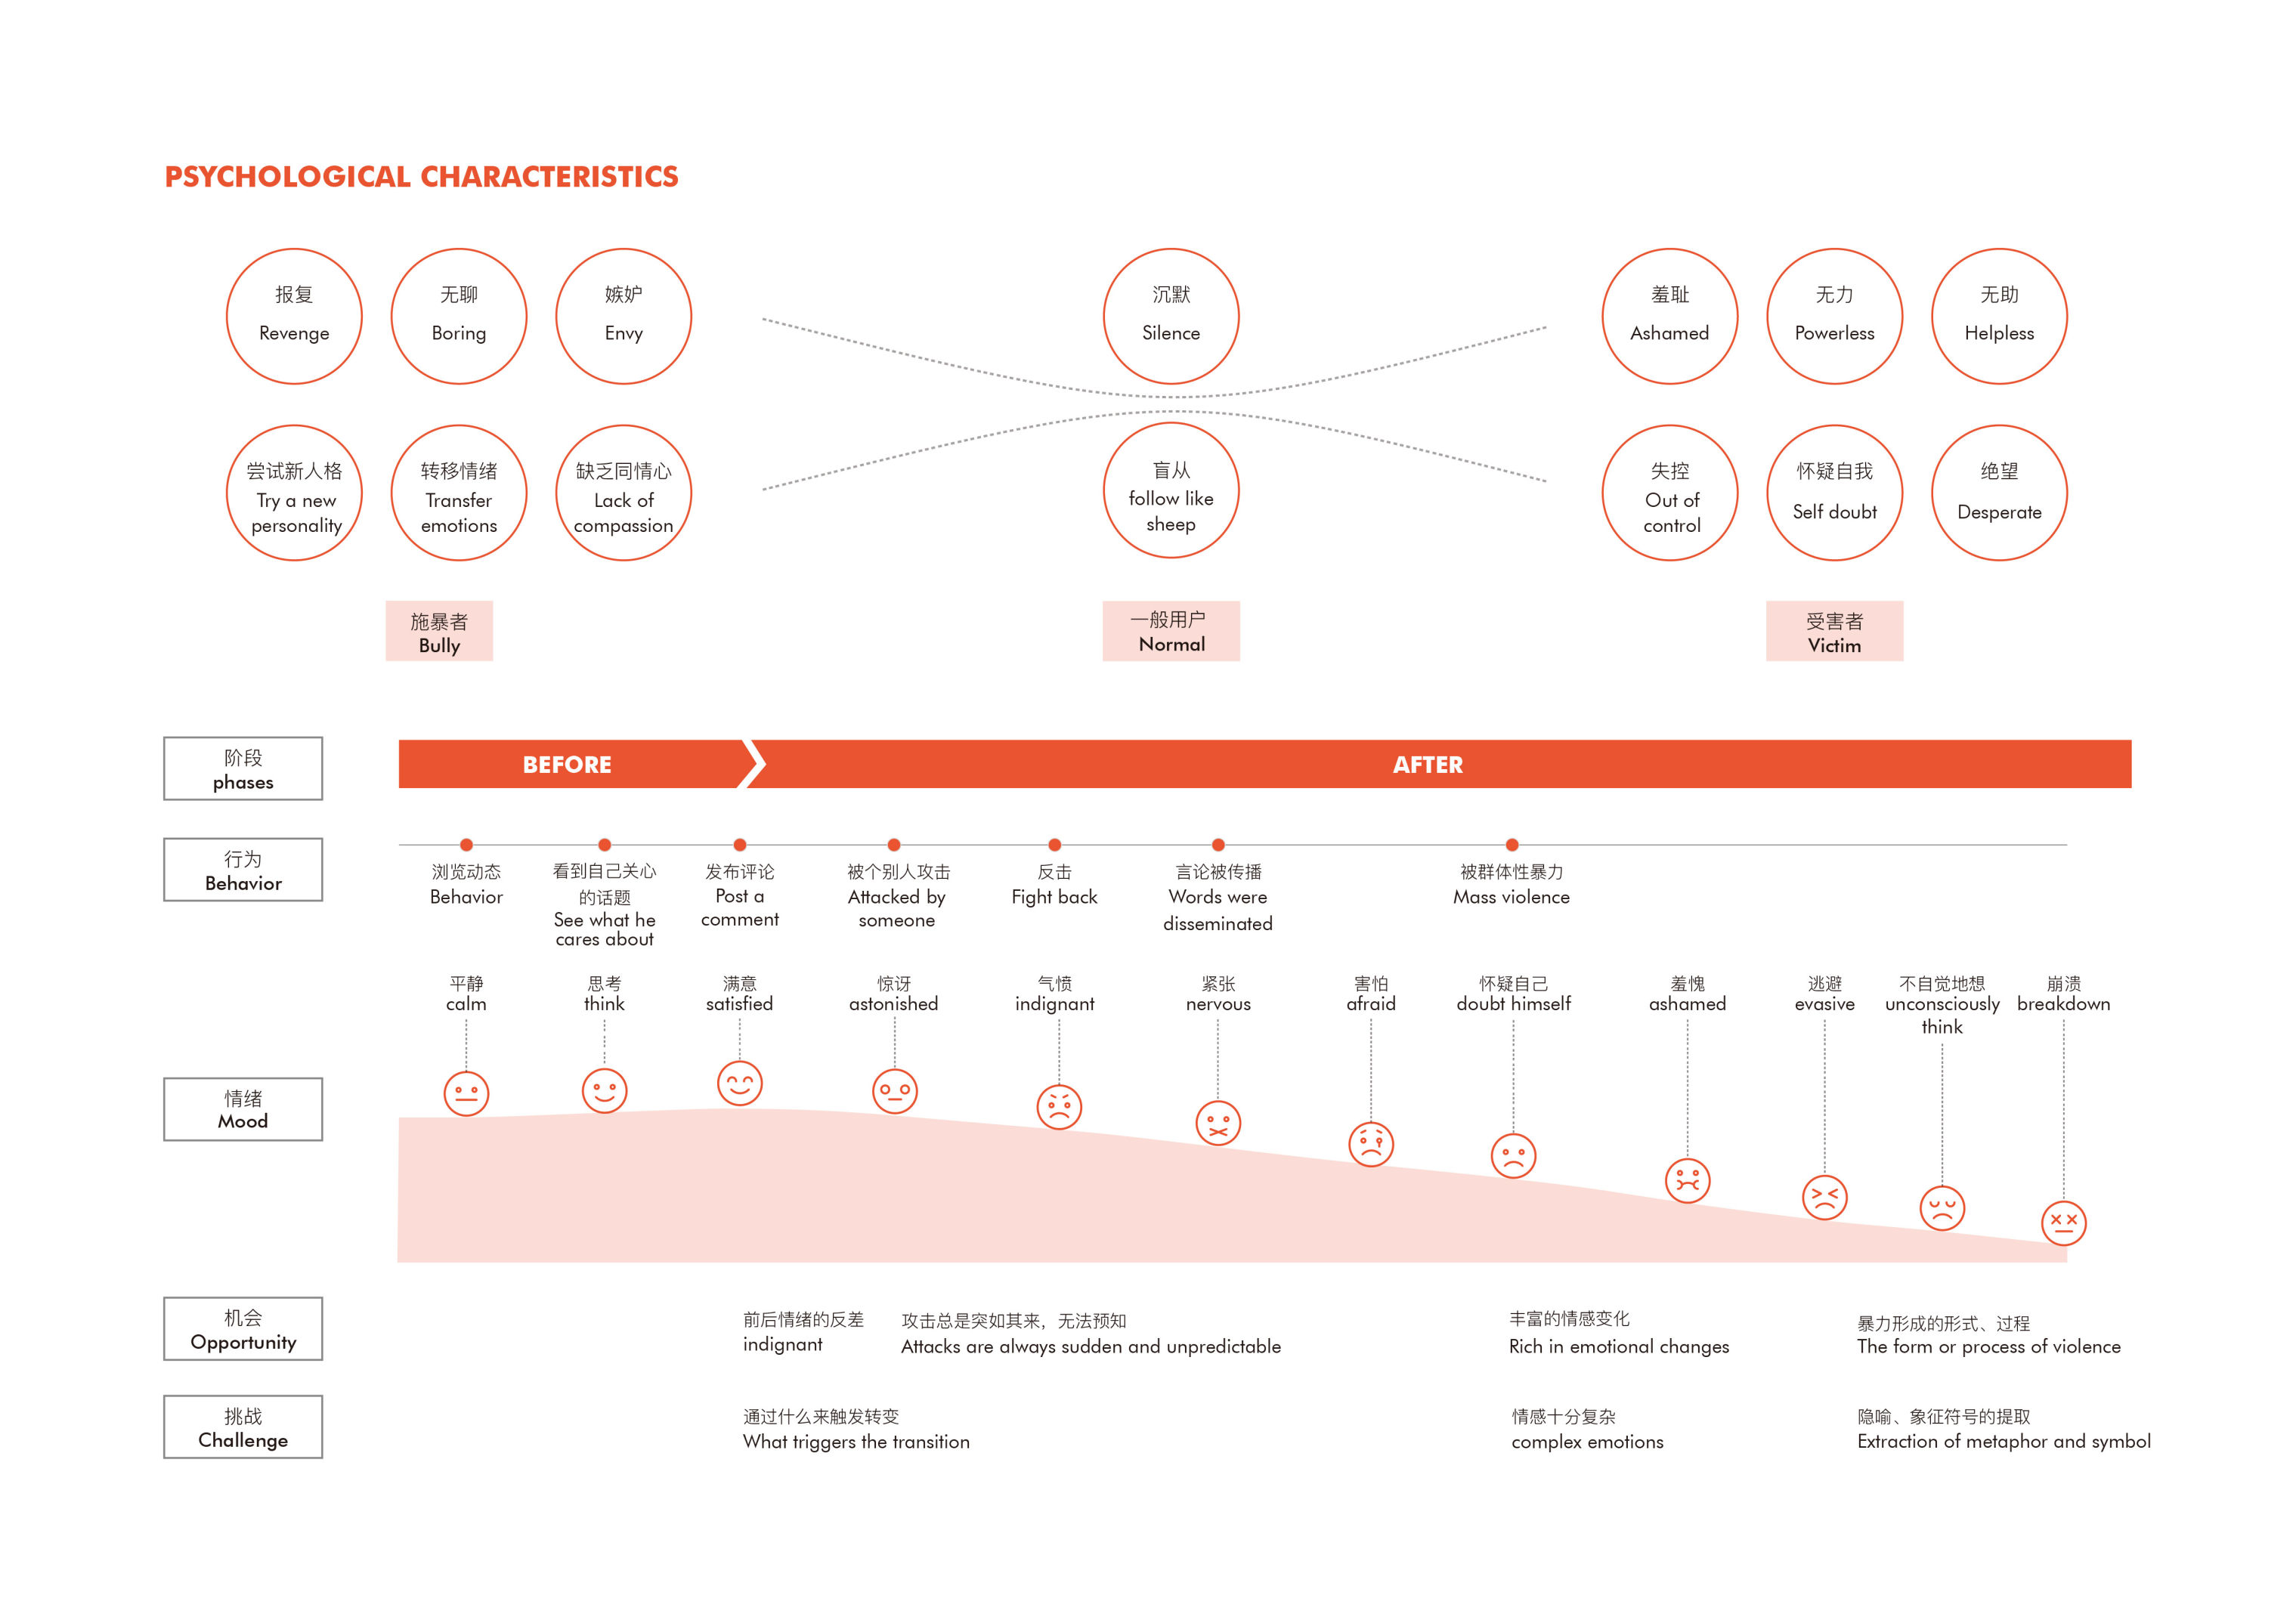 PSYCHOLOGICAL CHARACTERISTICS
报复
Revenge
无聊
Boring
嫉妒
Envy
沉默
Silence
羞耻
Ashamed
无力
Powerless
无助
Helpless
尝试新人格
Try a new
personality
转移情绪
Transfer
emotions
缺乏同情心
Lack of
compassion
盲从
follow like
sheep
失控
Out of
control
怀疑自我
Self doubt
绝望
Desperate
施暴者
Bully
一般用户
Normal
受害者
Victim
阶段
phases
BEFORE
AFTER
行为
Behavior
浏览动态
Behavior
看到自己关心
的话题
See what he
cares about
发布评论
Post a
comment
被个别人攻击
Attacked by
someone
反击
Fight back
言论被传播
Words were
disseminated
被群体性暴力
Mass violence
情绪
Mood
平静
calm
思考
think
满意
satisfied
惊讶
astonished
气愤
indignant
紧张
nervous
害怕
afraid
怀疑自己
doubt himself
羞愧
ashamed
逃避
evasive
不自觉地想
unconsciously
think
崩溃
breakdown
机会
Opportunity
前后情绪的反差
indignant
攻击总是突如其来，无法预知
Attacks are always sudden and unpredictable
丰富的情感变化
Rich in emotional changes
暴力形成的形式、过程
The form or process of violence
挑战
Challenge
通过什么来触发转变
What triggers the transition
情感十分复杂
complex emotions
隐喻、象征符号的提取
Extraction of metaphor and symbol